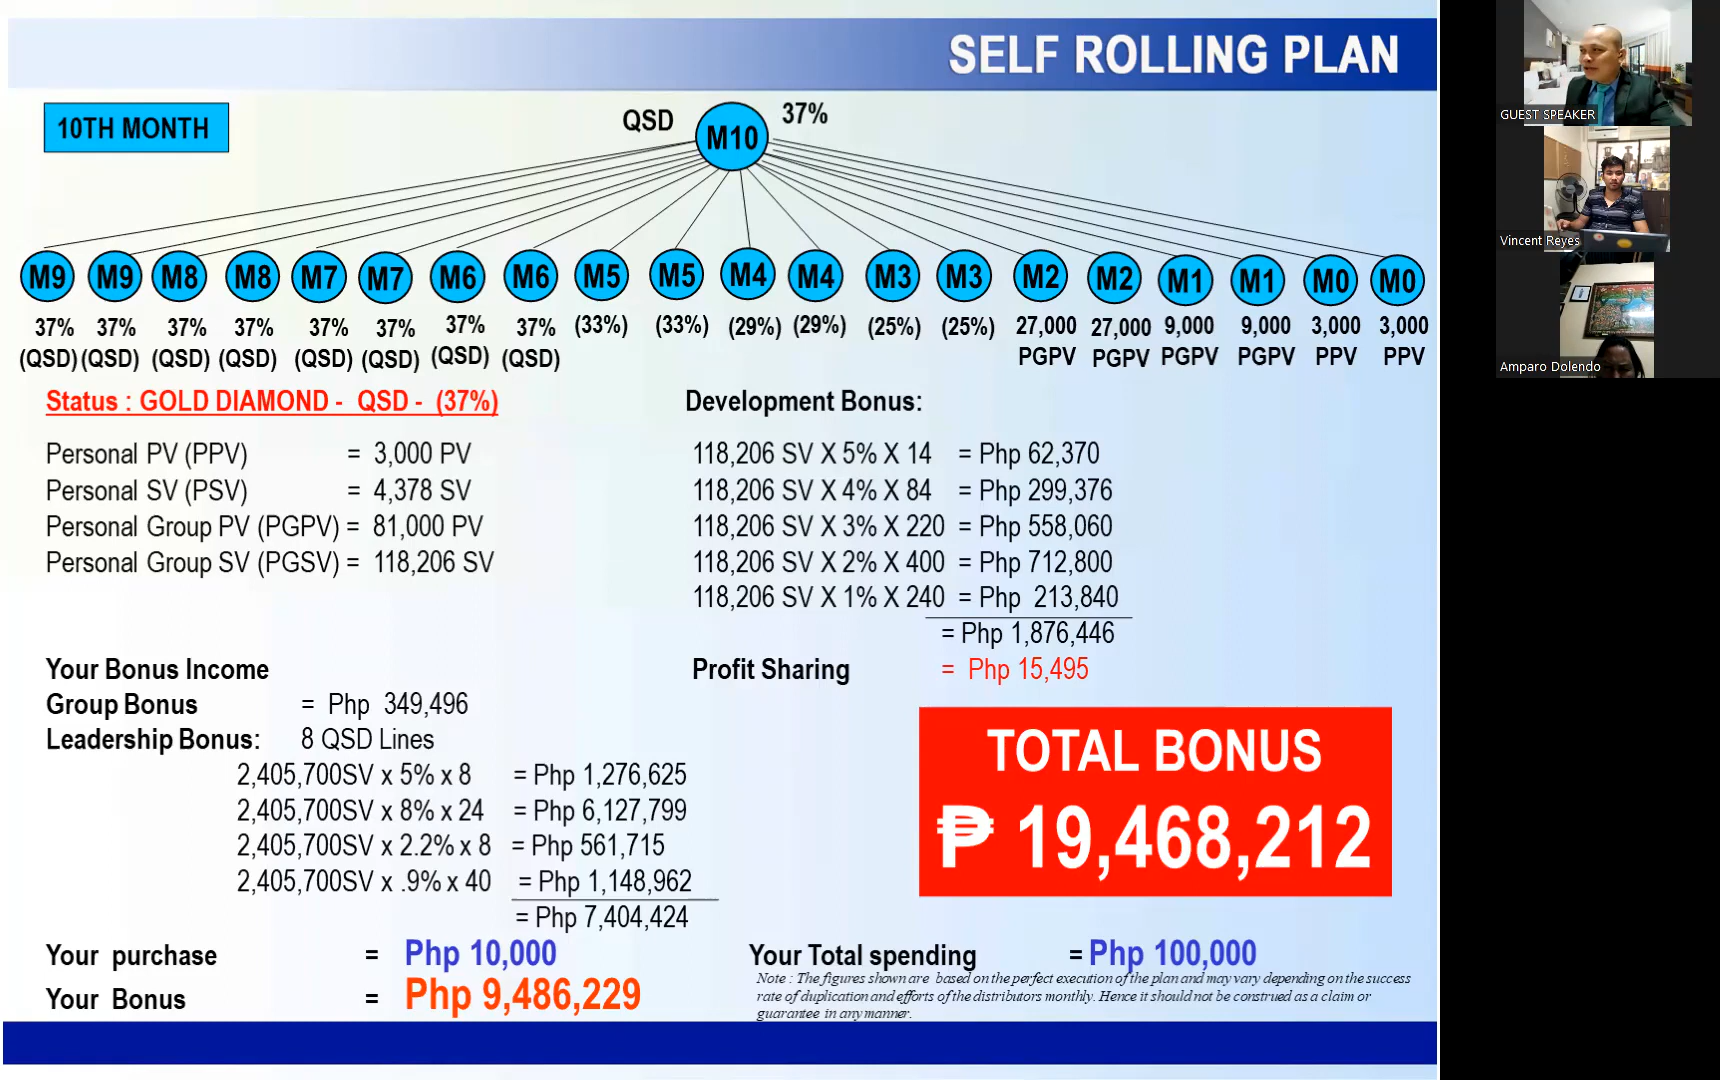 SELF ROLLING PLAN
10TH MONTH
QSD
M10
37%
M9 M9 M8 M8 M7 M7 M6 M6 M5 M5 M4 M4 M3 M3 M2 M2 M1 M1 M0 M0
37% 37% 37% 37% 37% 37% 37% 37% (33%) (33%) (29%) (29%) (25%) (25%) 27,000 27,000 9,000 9,000 3,000 3,000
(QSD) (QSD) (QSD) (QSD) (QSD) (QSD) (QSD) (QSD) PGPV PGPV PGPV PGPV PPV PPV
Status : GOLD DIAMOND - QSD - (37%)
Personal PV (PPV) = 3,000 PV
Personal SV (PSV) = 4,378 SV
Personal Group PV (PGPV) = 81,000 PV
Personal Group SV (PGSV) = 118,206 SV
Development Bonus:
118,206 SV X 5% X 14 = Php 62,370
118,206 SV X 4% X 84 = Php 299,376
118,206 SV X 3% X 220 = Php 558,060
118,206 SV X 2% X 400 = Php 712,800
118,206 SV X 1% X 240 = Php 213,840
= Php 1,876,446
Profit Sharing = Php 15,495
Your Bonus Income
Group Bonus = Php 349,496
Leadership Bonus: 8 QSD Lines
2,405,700SV x 5% x 8 = Php 1,276,625
2,405,700SV x 8% x 24 = Php 6,127,799
2,405,700SV x 2.2% x 8 = Php 561,715
2,405,700SV x .9% x 40 = Php 1,148,962
= Php 7,404,424
TOTAL BONUS
₱ 19,468,212
Your purchase = Php 10,000
Your Bonus = Php 9,486,229
Your Total spending = Php 100,000
Note : The figures shown are based on the perfect execution of the plan and may vary depending on the success
rate of duplication and efforts of the distributors monthly. Hence it should not be construed as a claim or
guarantee in any manner.
GUEST SPEAKER
Vincent Reyes
Amparo Dolendo